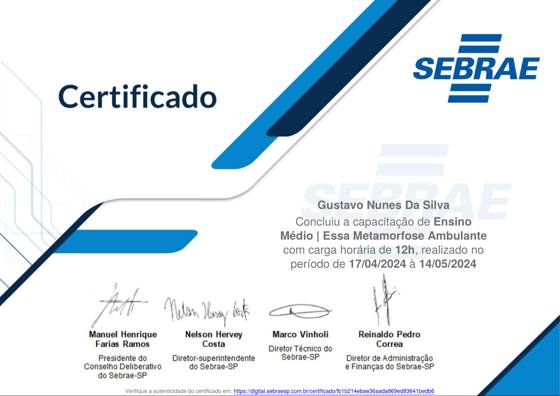 SEBRAE
Certificado
SEBRAE
Gustavo Nunes Da Silva
Concluiu a capacitação de Ensino
Médio | Essa Metamorfose Ambulante
com carga horária de 12h, realizado no
período de 17/04/2024 à 14/05/2024
Nelson Hervey Costa
Manuel Henrique
Farias Ramos
Presidente do
Conselho Deliberativo
do Sebrae-SP
Nelson Hervey
Costa
Diretor-superintendente
do Sebrae-SP
Marco Vinholi
Diretor Técnico do
Sebrae-SP
Reinaldo Pedro
Correa
Diretor de Administração
e Finanças do Sebrae-SP
Verifique a autenticidade do certificado em: https://digital.sebraesp.com.br/certificado/fb1b214ebae36aada869ed83641bedb6